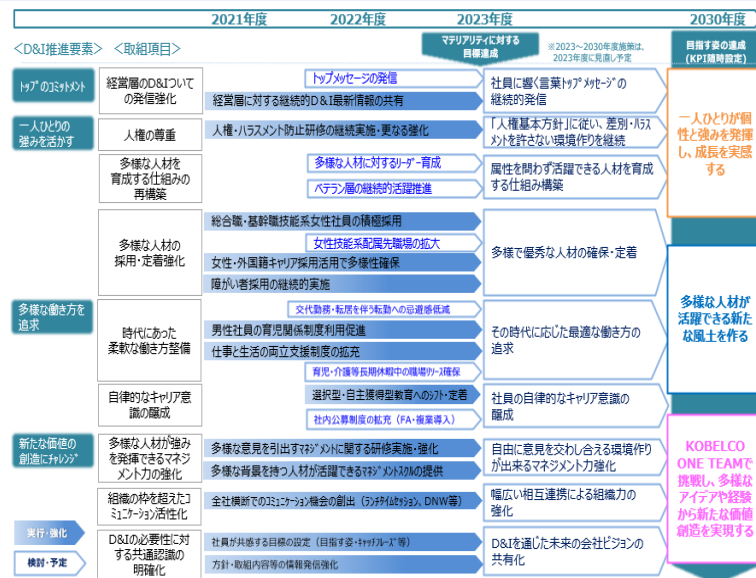 2021年度
2022年度
2023年度
2030年度
<D&I推進要素>
<取組項目>
マテリアリティに対する
目標達成
※2023～2030年度施策は、
2023年度に見直し予定
目指す姿の達成
(KPI随時設定)
トップのコミットメント
経営層のD&Iついて
の発信強化
トップメッセージの発信
経営層に対する継続的D&I最新情報の共有
社員に響く言葉トップメッセージの
継続的発信
一人ひとりの
強みを活かす
人権の尊重
人権・ハラスメント防止研修の継続実施・更なる強化
「人権基本方針」に従い、差別・ハラス
メントを許さない環境作りを継続
多様な人材を
育成する仕組みの
再構築
多様な人材に対するリーダー育成
ベテラン層の継続的活躍推進
属性を問わず活躍できる人材を育成
する仕組み構築
一人ひとりが個
性と強みを発揮
し、成長を実感
する
多様な人材の
採用・定着強化
総合職・基幹職技能系女性社員の積極採用
女性技能系配属先職場の拡大
女性・外国籍キャリア採用活用で多様性確保
障がい者採用の継続的実施
多様で優秀な人材の確保・定着
多様な働き方を
追求
時代にあった
柔軟な働き方整備
交代勤務・転居を伴う転勤への忌避感低減
男性社員の育児関係制度利用促進
仕事と生活の両立支援制度の拡充
育児・介護等長期休暇中の職場リソース確保
その時代に応じた最適な働き方の
追求
多様な人材が
活躍できる新た
な風土を作る
自律的なキャリア意
識の醸成
選択型・自主獲得型教育へのシフト・定着
社内公募制度の拡充（FA・複業導入）
社員の自律的なキャリア意識の
醸成
新たな価値の
創造にチャレンジ
多様な人材が強み
を発揮できるマネジ
メント力の強化
多様な意見を引出すマネジメントに関する研修実施・強化
多様な背景を持つ人材が活躍できるマネジメントスキルの提供
自由に意見を交わし合える環境作り
が出来るマネジメント力強化
組織の枠を超えたコ
ミュニケーション活性化
全社横断でのコミュニケーション機会の創出（ランチタイムセッション、DNW等）
幅広い相互連携による組織力の
強化
D&Iの必要性に対
する共通認識の
明確化
社員が共感する目標の設定（目指す姿・キャッチフレーズ等）
方針・取組内容等の情報発信強化
D&Iを通じた未来の会社ビジョンの
共有化
KOBELCO
ONE TEAMで
挑戦し、多様な
アイデアや経験
から新たな価値
創造を実現する
実行・強化
検討・予定